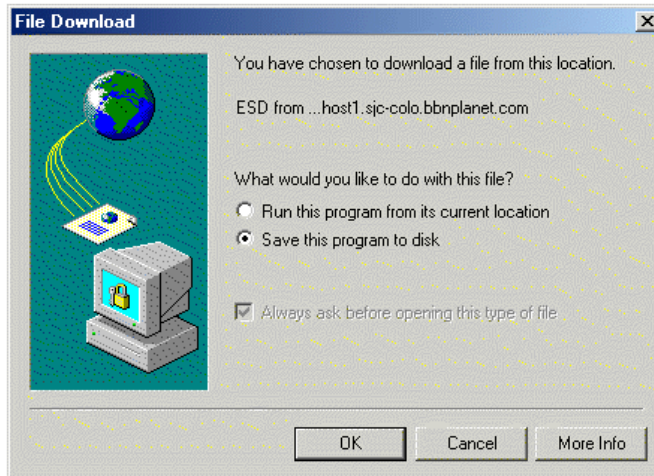 File Download
You have chosen to download a file from this location.
ESD from ...host1.sjc-colo.bbnplanet.com
What would you like to do with this file?
Run this program from its current location
Save this program to disk
Always ask before opening this type of file
OK
Cancel
More Info